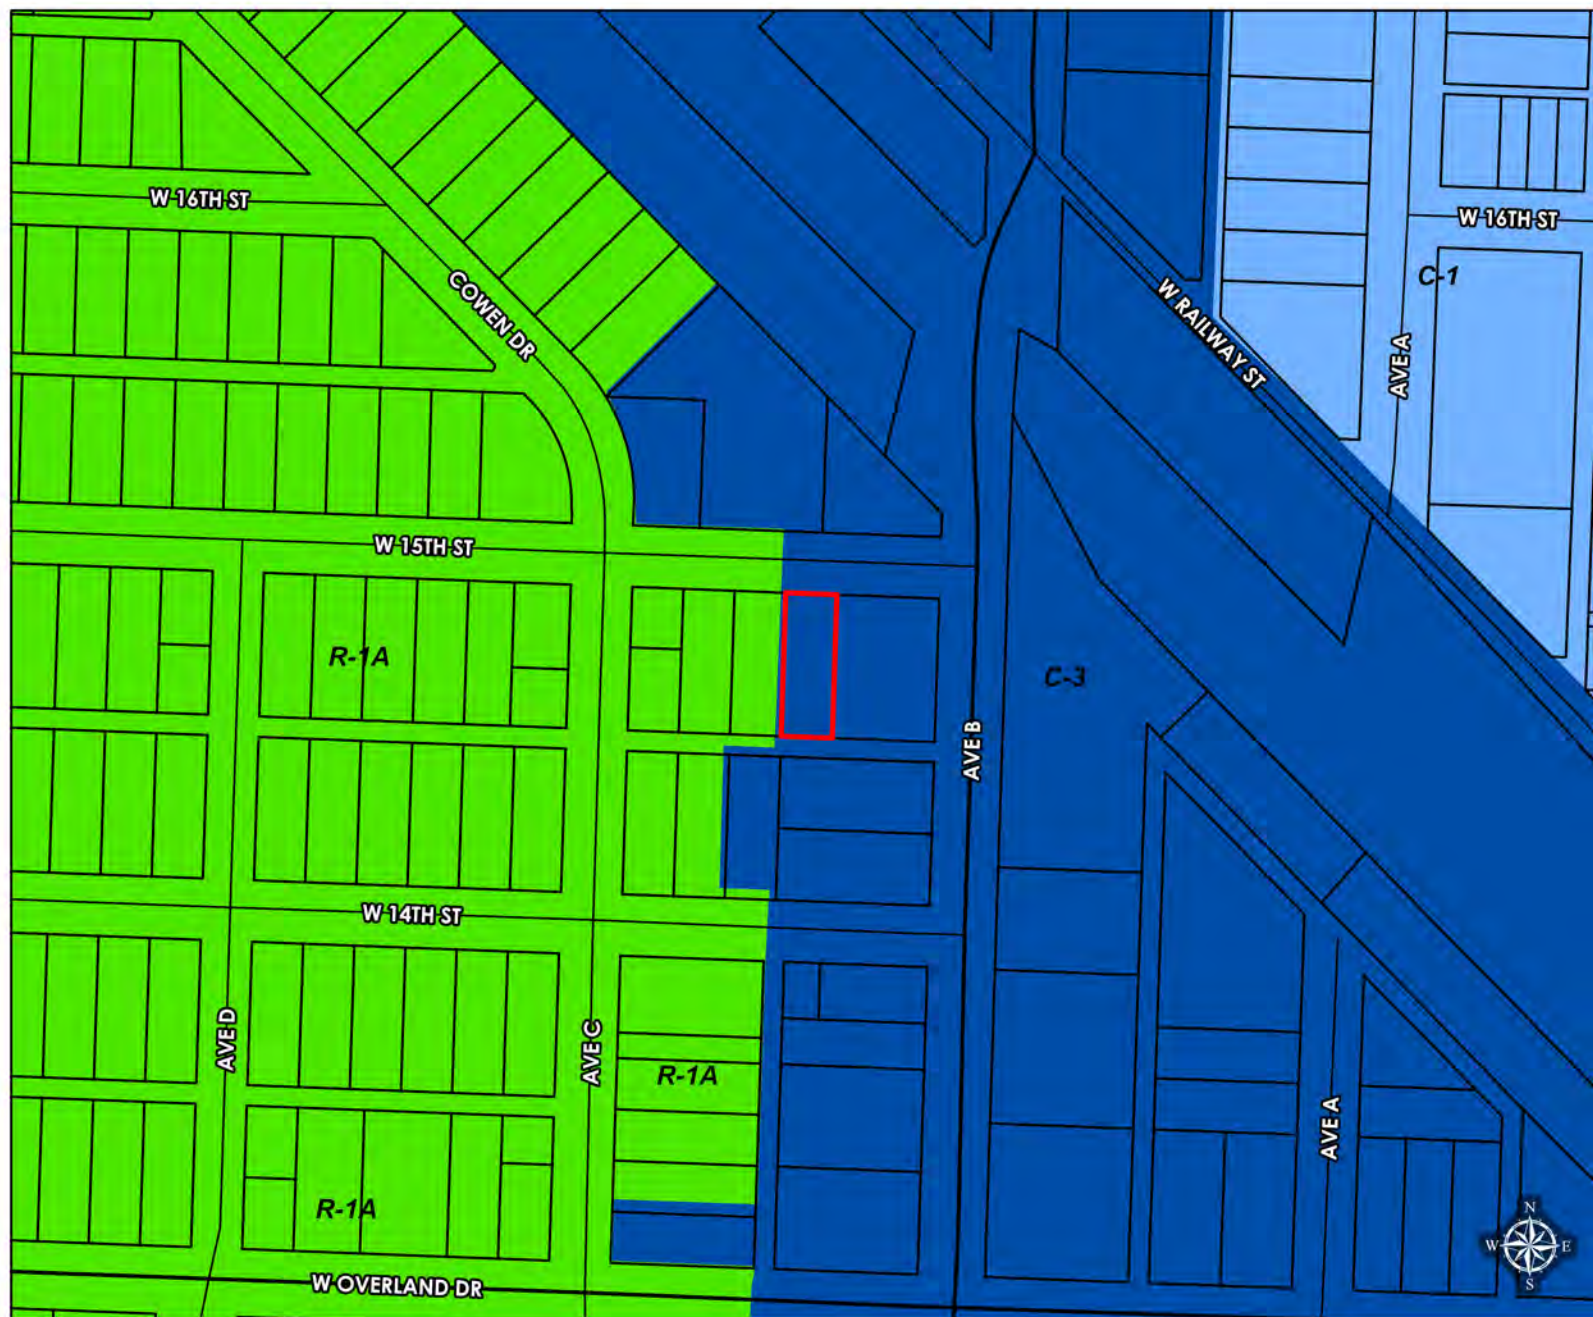 W 16TH ST
W 16TH ST
C-1
COWEN DR
W RAILWAY ST
AVE A
W 15TH ST
R-1A
C-3
AVE B
W 14TH ST
AVE D
AVE C
R-1A
AVE A
R-1A
N
W E
S
W OVERLAND DR